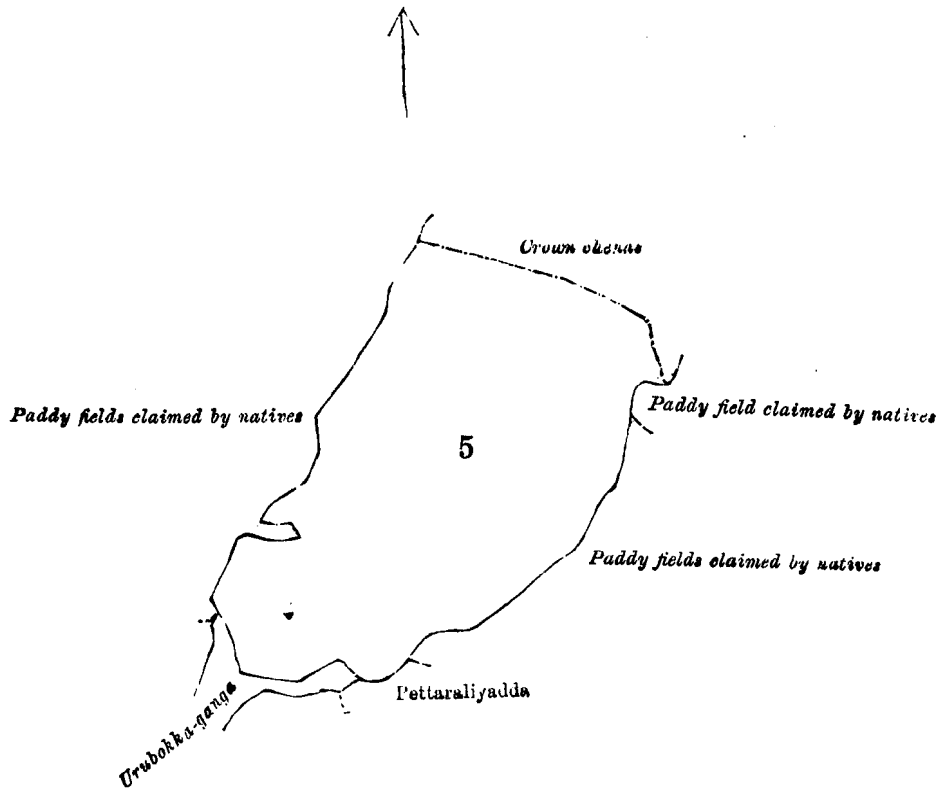 Crown chenas
Paddy fields claimed by natives
Paddy field claimed by natives
5
Paddy fields claimed by natives
Pettaraliyadda
Urubokka-ganga